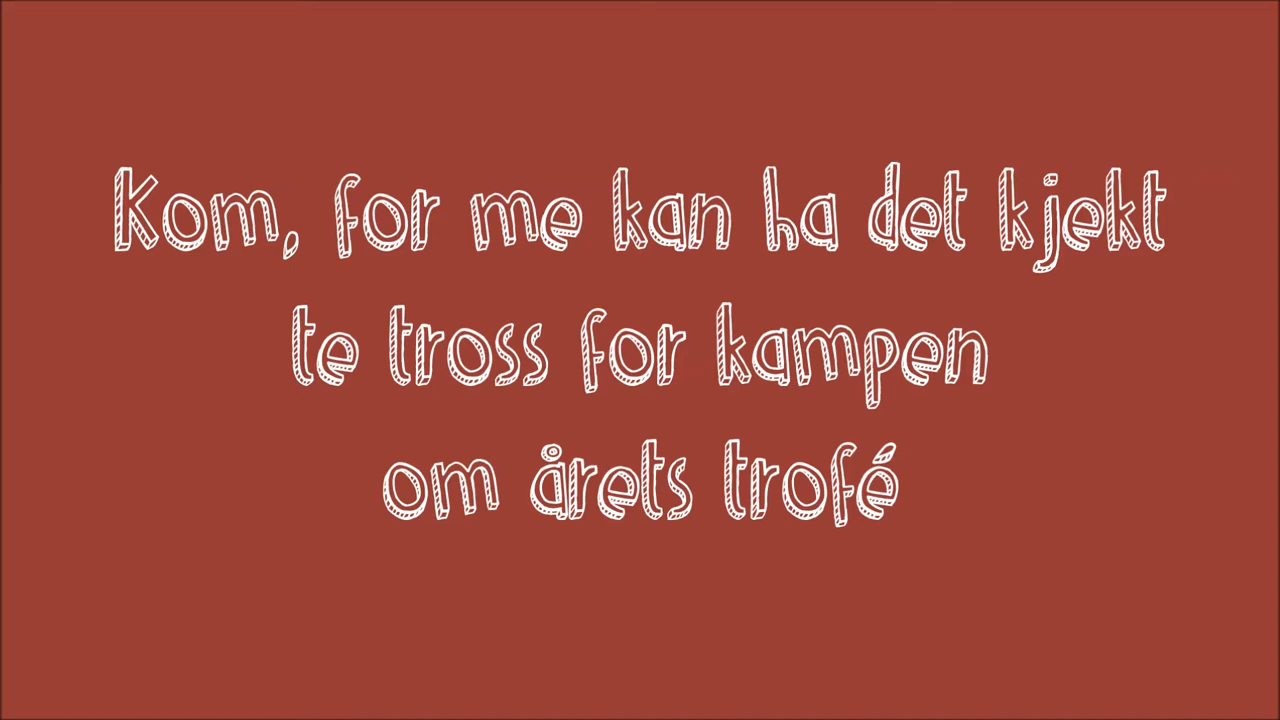 Kom, for me kan ha det kjekt
te tross for kampen
om årets trofé